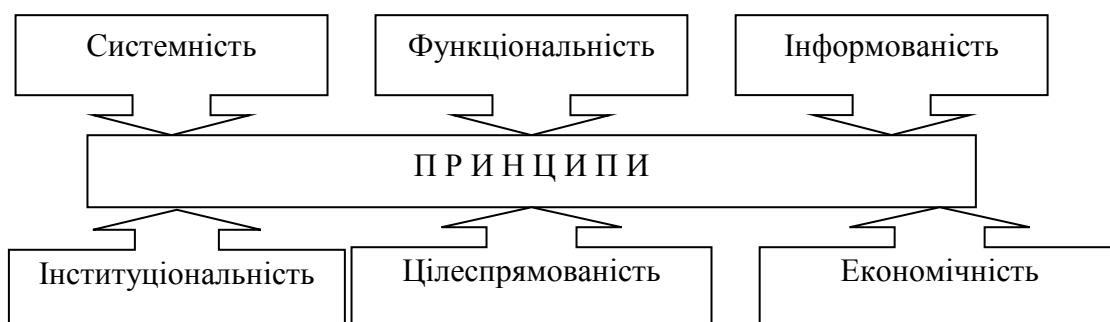 Системність
Функціональність
Інформованість
П Р И Н Ц И П И
Інституціональність
Цілеспрямованість
Економічність